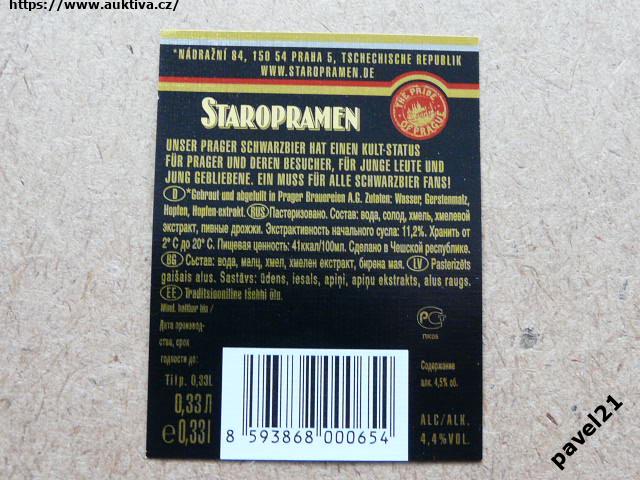 https://www.auktiva.cz/
*NÁDRAŽNÍ 84, 150 54 PRAHA 5, TSCHECHISCHE REPUBLIK
WWW.STAROPRAMEN.DE
THE PRIDE OF PRAGUE
STAROPRAMEN
UNSER PRAGER SCHWARZBIER HAT EINEN KULT-STATUS
FÜR PRAGER UND DEREN BESUCHER, FÜR JUNGE LEUTE UND
JUNG GEBLIEBENE. EIN MUSS FÜR ALLE SCHWARZBIER FANS!
D *Gebraut und abgefüllt in Prager Brauereien A.G. Zutaten: Wasser, Gerstenmalz,
Hopfen, Hopfen-extrakt. RUS Пастеризовано. Состав: вода, солод, хмель, хмелевой
экстракт, пивные дрожжи. Экстрактивность начального сусла: 11,2%. Хранить от
2° С до 20° С. Пищевая ценность: 41ккал/100мл. Сделано в Чешской республике.
BG Състав: вода, малц, хмел, хмелен екстракт, бирена мая. LV Pasterizēts
gaišais alus. Sastāvs: ūdens, iesals, apiņi, apiņu ekstrakts, alus raugs.
EE Traditsiooniline tšehhi õlu.
Mind. haltbar bis /
Дата производ-
ства, срок
годности до:
Tilp. 0,33L
0,33 Л
e0,33l
8 593868 000654
РСТ
ПК05
Содержание
алк. 4,5% об.
ALC/ALK.
4,4%VOL.
pavel21